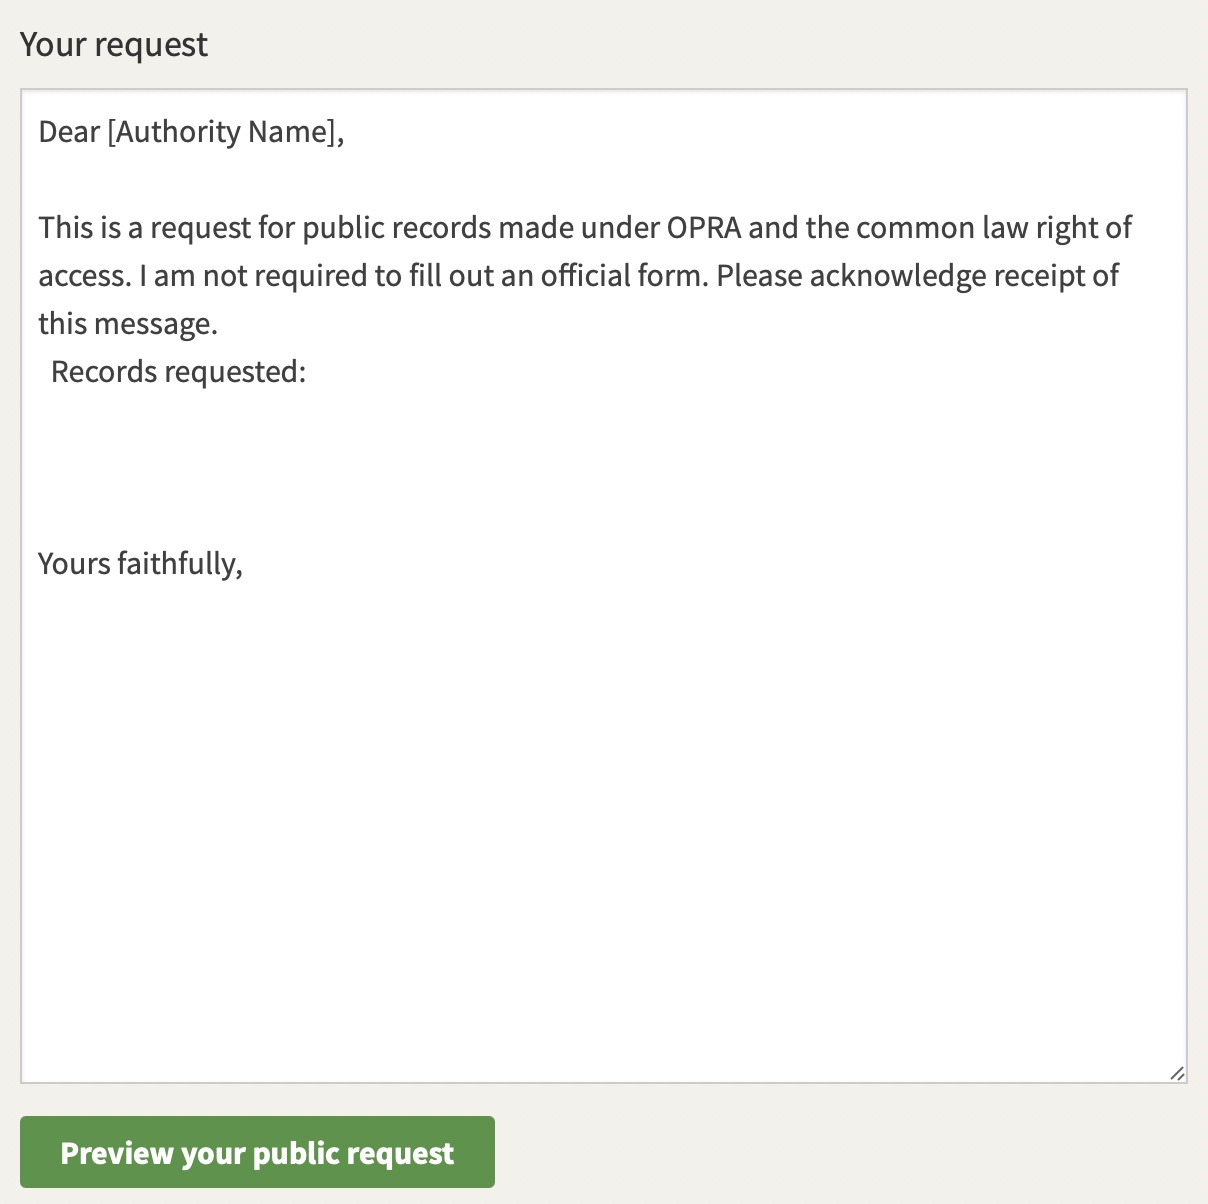 Your request
Dear [Authority Name],
This is a request for public records made under OPRA and the common law right of
access. I am not required to fill out an official form. Please acknowledge receipt of
this message.
Records requested:
Yours faithfully,
Preview your public request